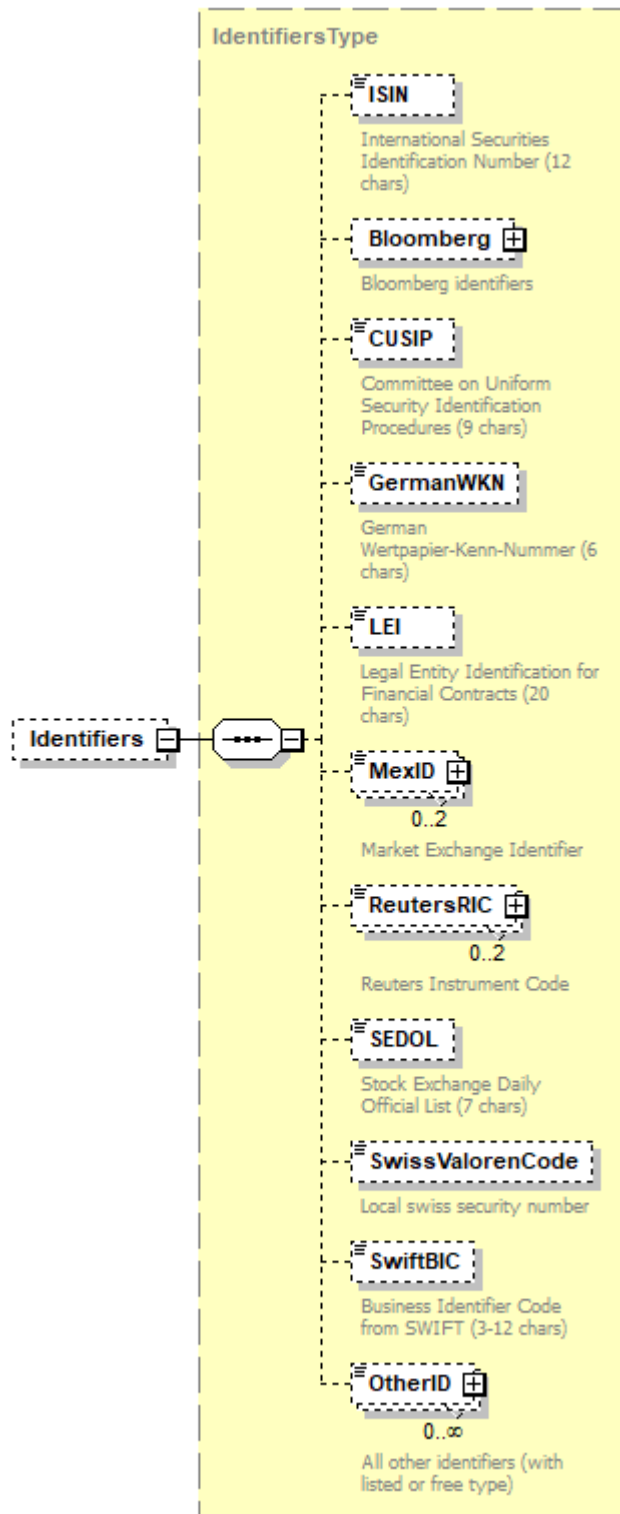 IdentifiersType
ISIN
International Securities
Identification Number (12
chars)
Bloomberg
Bloomberg identifiers
CUSIP
Committee on Uniform
Security Identification
Procedures (9 chars)
GermanWKN
German
Wertpapier-Kenn-Nummer (6
chars)
LEI
Legal Entity Identification for
Financial Contracts (20
chars)
Identifiers
MexID
0..2
Market Exchange Identifier
ReutersRIC
0..2
Reuters Instrument Code
SEDOL
Stock Exchange Daily
Official List (7 chars)
SwissValorenCode
Local swiss security number
SwiftBIC
Business Identifier Code
from SWIFT (3-12 chars)
OtherID
0..∞
All other identifiers (with
listed or free type)